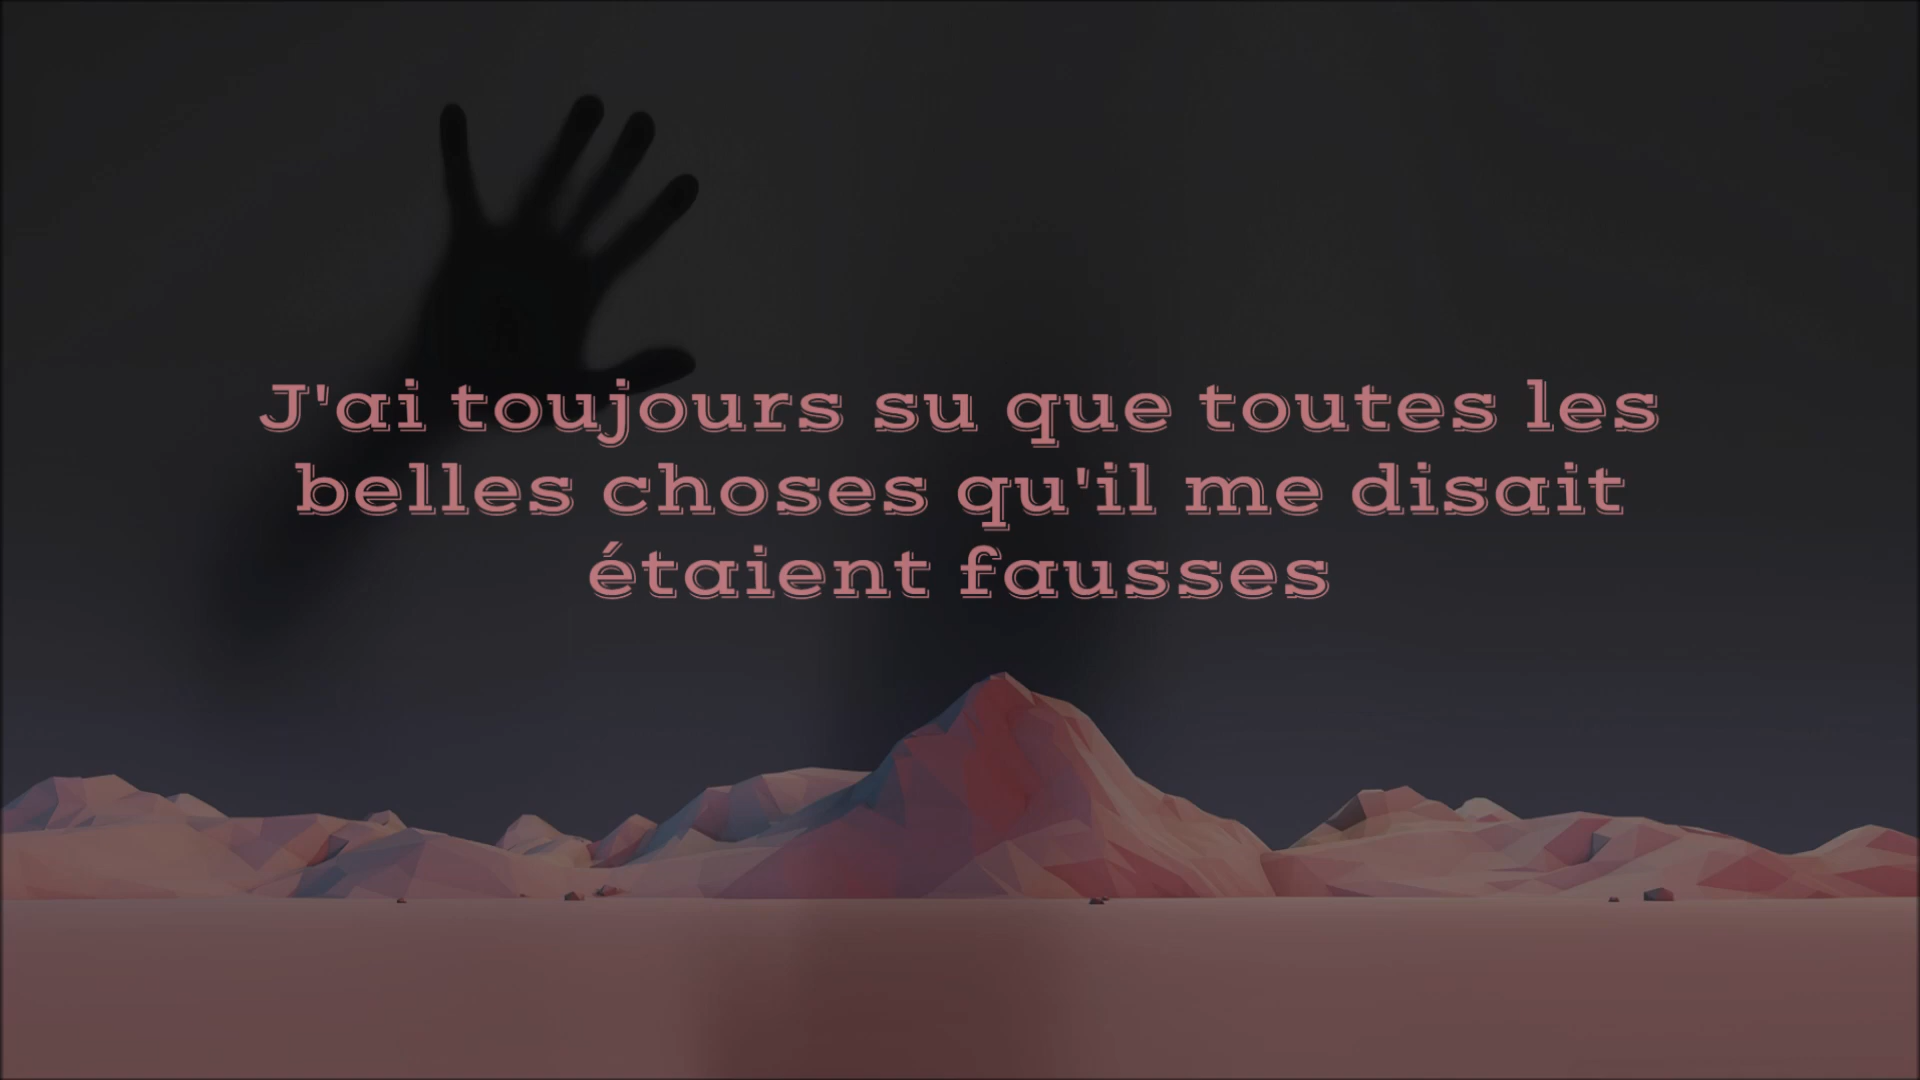 J'ai toujours su que toutes les
belles choses qu'il me disait
étaient fausses